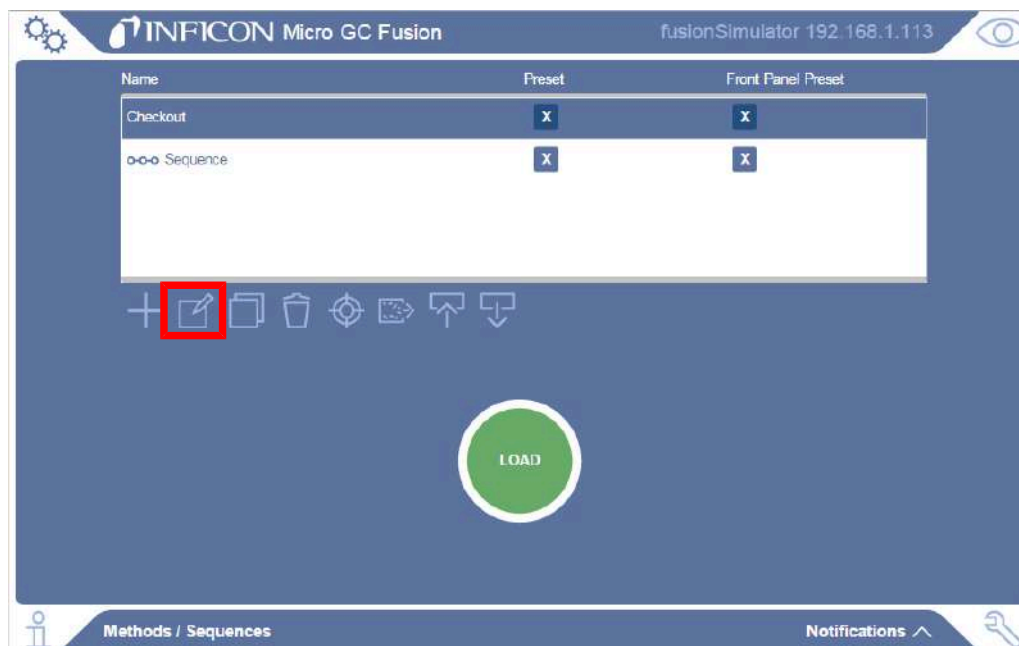 INFICON Micro GC Fusion fusionSimulator 192.168.1.113
Name Preset Front Panel Preset
Checkout X X
Sequence X X
LOAD
Methods / Sequences Notifications